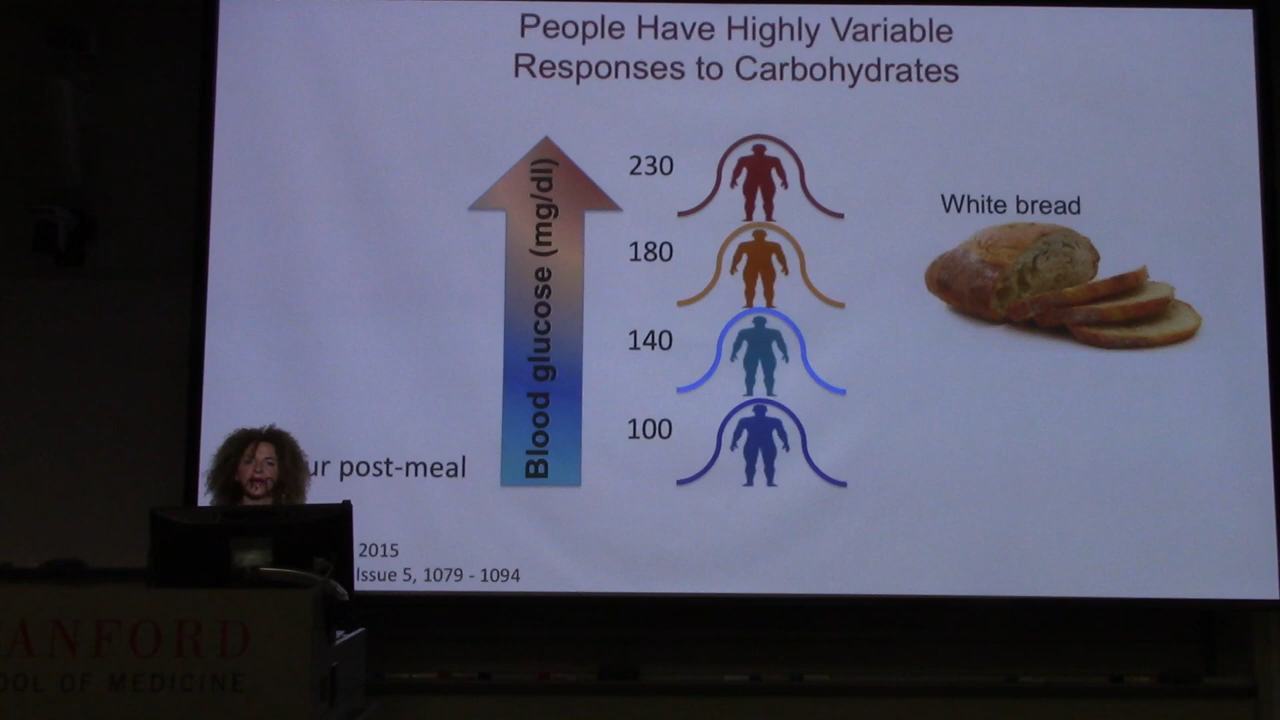 People Have Highly Variable
Responses to Carbohydrates
Blood glucose (mg/dl)
230
180
140
100
White bread
ur post-meal
2015
Issue 5, 1079 - 1094
ANFORD
OOL OF MEDICINE